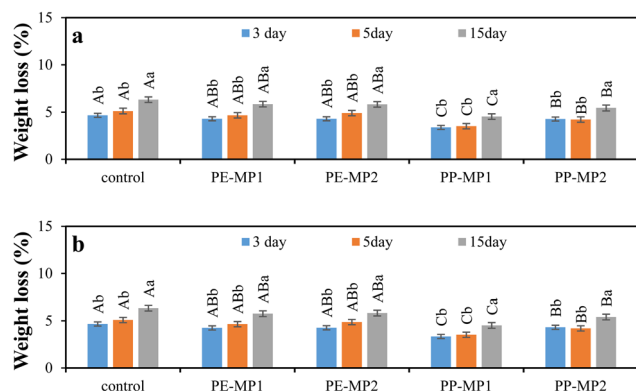 a
3 day 5day 15day
Weight loss (%)
15
10
5
0
Ab Ab Aa ABb ABb ABa ABb ABb ABa Cb Cb Ca Bb Bb Ba
control PE-MP1 PE-MP2 PP-MP1 PP-MP2
b
3 day 5day 15day
Weight loss (%)
15
10
5
0
Ab Ab Aa ABb ABb ABa ABb ABb ABa Cb Cb Ca Bb Bb Ba
control PE-MP1 PE-MP2 PP-MP1 PP-MP2